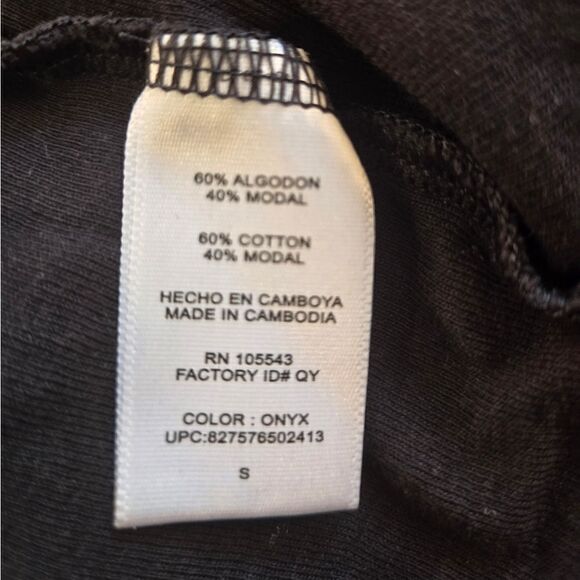 60% ALGODON
40% MODAL
60% COTTON
40% MODAL
HECHO EN CAMBOYA
MADE IN CAMBODIA
RN 105543
FACTORY ID# QY
COLOR : ONYX
UPC:827576502413
S